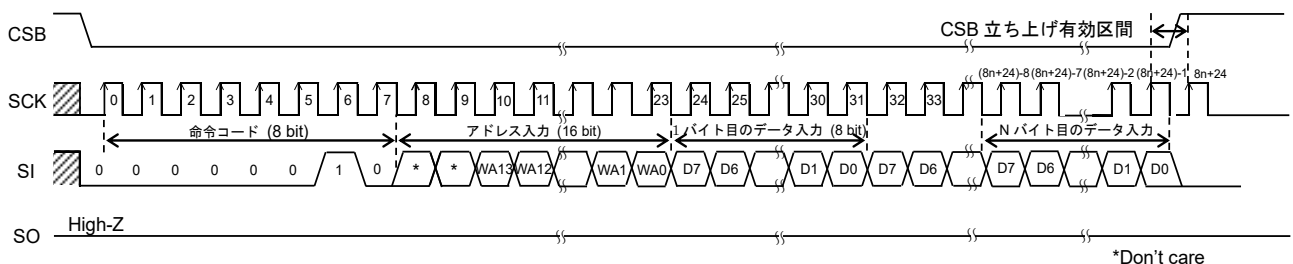 CSB
CSB 立ち上げ有効区間
(8n+24)-8 (8n+24)-7 (8n+24)-2 (8n+24)-1 8n+24
SCK 0 1 2 3 4 5 6 7 8 9 10 11 23 24 25 30 31 32 33
命令コード (8 bit) アドレス入力 (16 bit) 1バイト目のデータ入力 (8 bit) N バイト目のデータ入力
SI 0 0 0 0 0 0 1 0 * * WA13 WA12 WA1 WA0 D7 D6 D1 D0 D7 D6 D7 D6 D1 D0
High-Z
SO
*Don't care